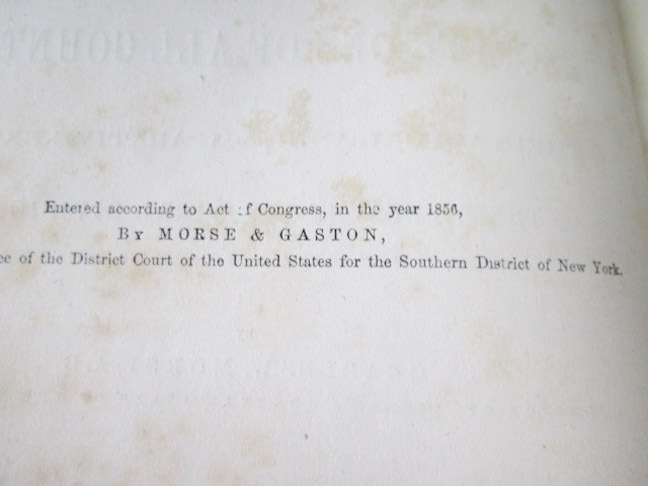 Entered according to Act :f Congress, in the year 1856,
By MORSE & GASTON,
ce of the District Court of the United States for the Southern District of New York.